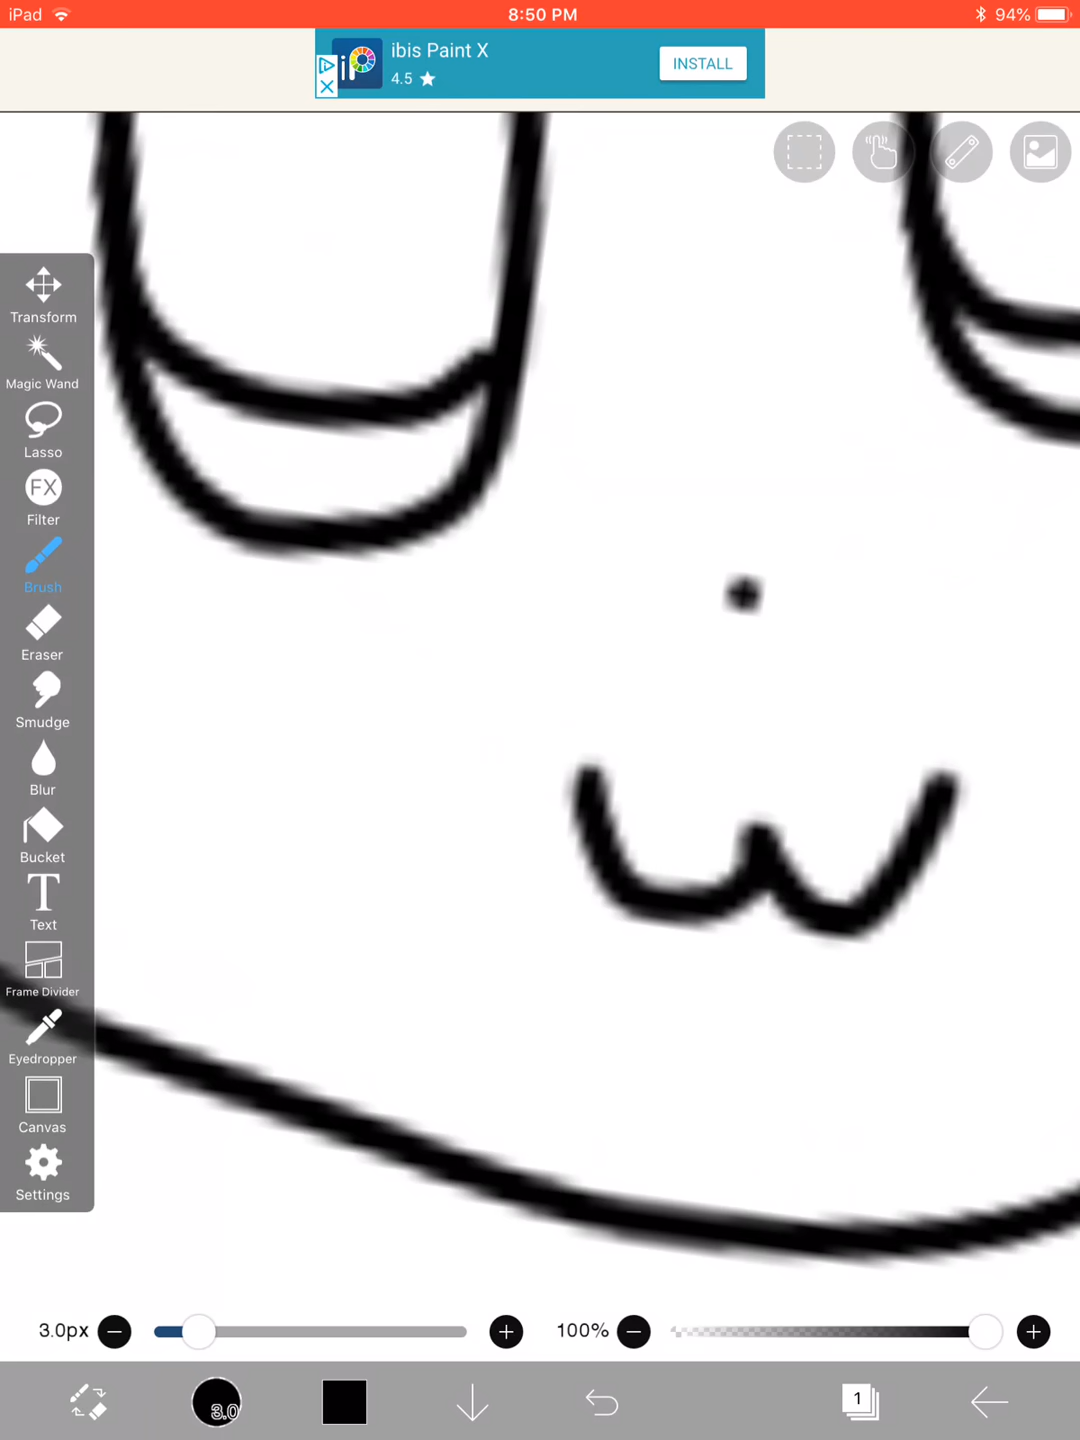 iPad
8:50 PM
94%
ibis Paint X
4.5
INSTALL
Transform
Magic Wand
Lasso
FX
Filter
Brush
Eraser
Smudge
Blur
Bucket
T
Text
Frame Divider
Eyedropper
Canvas
Settings
3.0px
100%
3.0
1